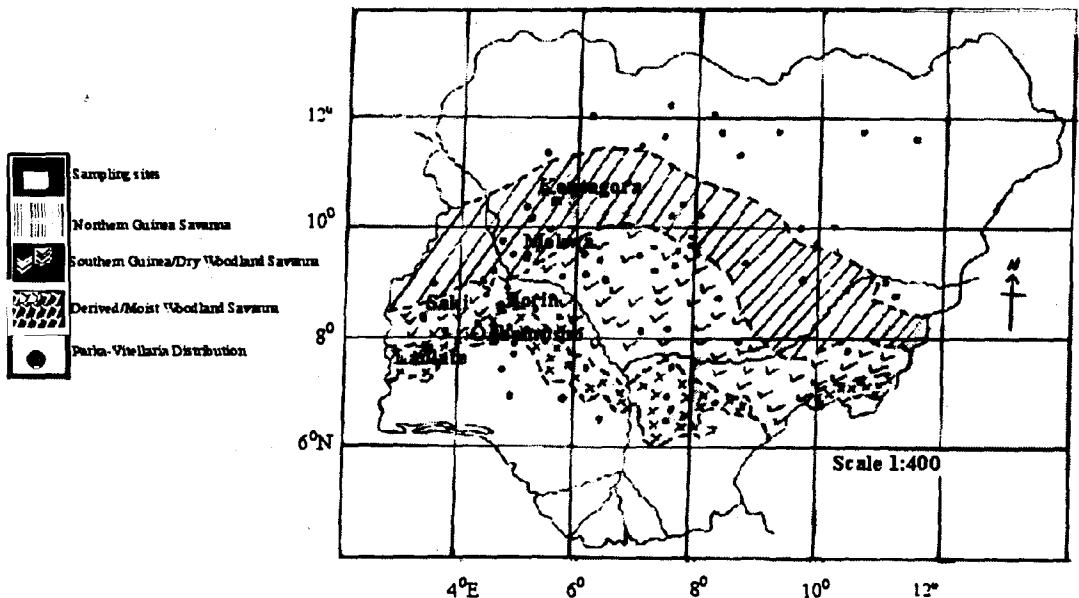 Sampling sites
Northern Guinea Savanna
Southern Guinea/Dry Woodland Savanna
Derived/Moist Woodland Savanna
Parka-Vitellaria Distribution
12°
10°
8°
6°N
Kontagora
Mokwa
Saki
Ilorin
N
Scale 1:400
4°E
6°
8°
10°
12°